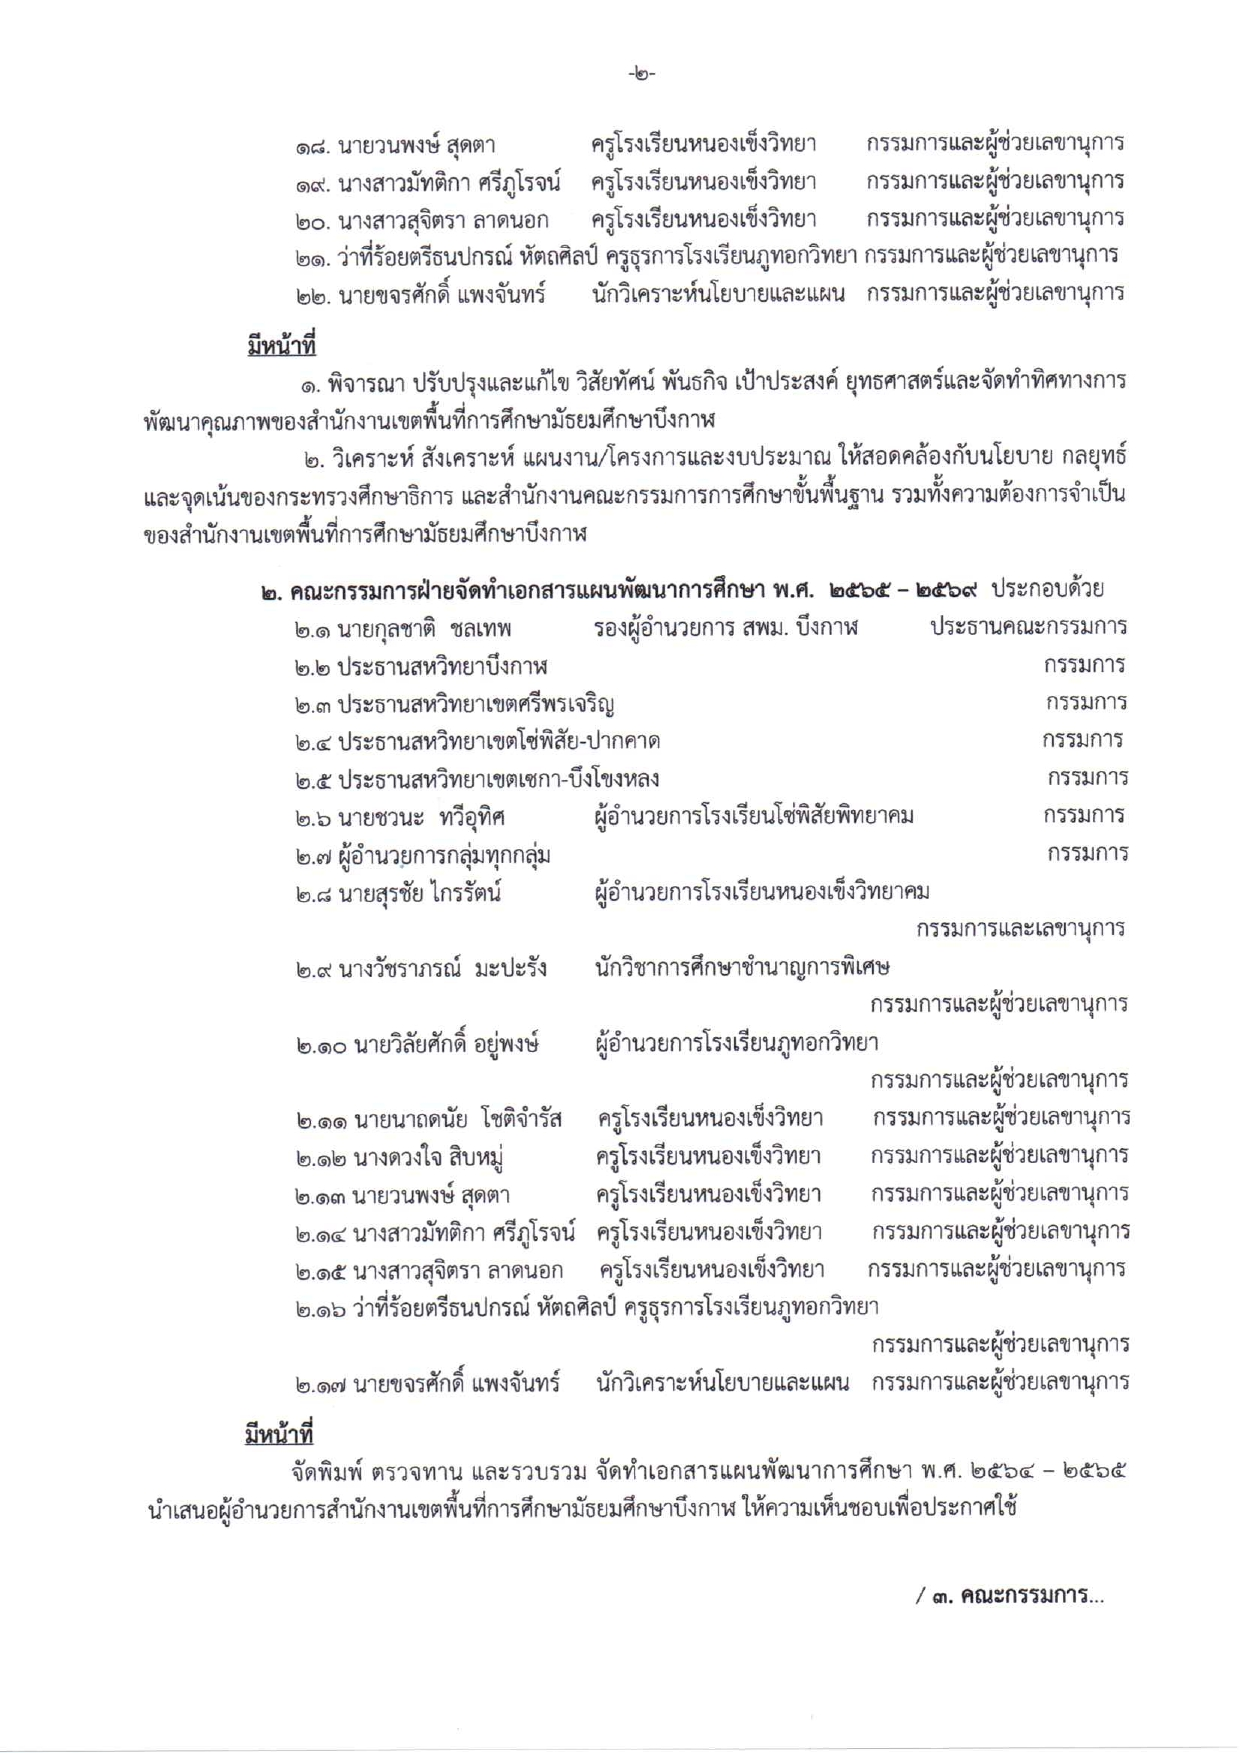 -๒-
๑๘. นายวนพงษ์ สุดตา ครูโรงเรียนหนองเข็งวิทยา กรรมการและผู้ช่วยเลขานุการ
๑๙. นางสาวมัทติกา ศรีภูโรจน์ ครูโรงเรียนหนองเข็งวิทยา กรรมการและผู้ช่วยเลขานุการ
๒๐. นางสาวสุจิตรา ลาดนอก ครูโรงเรียนหนองเข็งวิทยา กรรมการและผู้ช่วยเลขานุการ
๒๑. ว่าที่ร้อยตรีธนปกรณ์ หัตถศิลป์ ครูธุรการโรงเรียนภูทอกวิทยา กรรมการและผู้ช่วยเลขานุการ
๒๒. นายขจรศักดิ์ แพงจันทร์ นักวิเคราะห์นโยบายและแผน กรรมการและผู้ช่วยเลขานุการ
มีหน้าที่
๑. พิจารณา ปรับปรุงและแก้ไข วิสัยทัศน์ พันธกิจ เป้าประสงค์ ยุทธศาสตร์และจัดทำทิศทางการ
พัฒนาคุณภาพของสำนักงานเขตพื้นที่การศึกษามัธยมศึกษาบึงกาฬ
๒. วิเคราะห์ สังเคราะห์ แผนงาน/โครงการและงบประมาณ ให้สอดคล้องกับนโยบาย กลยุทธ์
และจุดเน้นของกระทรวงศึกษาธิการ และสำนักงานคณะกรรมการการศึกษาขั้นพื้นฐาน รวมทั้งความต้องการจำเป็น
ของสำนักงานเขตพื้นที่การศึกษามัธยมศึกษาบึงกาฬ
๒. คณะกรรมการฝ่ายจัดทำเอกสารแผนพัฒนาการศึกษา พ.ศ. ๒๕๖๕ – ๒๕๖๙ ประกอบด้วย
๒.๑ นายกุลชาติ ชลเทพ รองผู้อำนวยการ สพม. บึงกาฬ ประธานคณะกรรมการ
๒.๒ ประธานสหวิทยาบึงกาฬ กรรมการ
๒.๓ ประธานสหวิทยาเขตศรีพรเจริญ กรรมการ
๒.๔ ประธานสหวิทยาเขตโซ่พิสัย-ปากคาด กรรมการ
๒.๕ ประธานสหวิทยาเขตเซกา-บึงโขงหลง กรรมการ
๒.๖ นายชวนะ ทวีอุทิศ ผู้อำนวยการโรงเรียนโซ่พิสัยพิทยาคม กรรมการ
๒.๗ ผู้อำนวยการกลุ่มทุกกลุ่ม กรรมการ
๒.๘ นายสุรชัย ไกรรัตน์ ผู้อำนวยการโรงเรียนหนองเข็งวิทยาคม
กรรมการและเลขานุการ
๒.๙ นางวัชราภรณ์ มะปะรัง นักวิชาการศึกษาชำนาญการพิเศษ
กรรมการและผู้ช่วยเลขานุการ
๒.๑๐ นายวิลัยศักดิ์ อยู่พงษ์ ผู้อำนวยการโรงเรียนภูทอกวิทยา
กรรมการและผู้ช่วยเลขานุการ
๒.๑๑ นายนาถดนัย โชติจำรัส ครูโรงเรียนหนองเข็งวิทยา กรรมการและผู้ช่วยเลขานุการ
๒.๑๒ นางดวงใจ สิบหมู่ ครูโรงเรียนหนองเข็งวิทยา กรรมการและผู้ช่วยเลขานุการ
๒.๑๓ นายวนพงษ์ สุดตา ครูโรงเรียนหนองเข็งวิทยา กรรมการและผู้ช่วยเลขานุการ
๒.๑๔ นางสาวมัทติกา ศรีภูโรจน์ ครูโรงเรียนหนองเข็งวิทยา กรรมการและผู้ช่วยเลขานุการ
๒.๑๕ นางสาวสุจิตรา ลาดนอก ครูโรงเรียนหนองเข็งวิทยา กรรมการและผู้ช่วยเลขานุการ
๒.๑๖ ว่าที่ร้อยตรีธนปกรณ์ หัตถศิลป์ ครูธุรการโรงเรียนภูทอกวิทยา
กรรมการและผู้ช่วยเลขานุการ
๒.๑๗ นายขจรศักดิ์ แพงจันทร์ นักวิเคราะห์นโยบายและแผน กรรมการและผู้ช่วยเลขานุการ
มีหน้าที่
จัดพิมพ์ ตรวจทาน และรวบรวม จัดทำเอกสารแผนพัฒนาการศึกษา พ.ศ. ๒๕๖๔ – ๒๕๖๕
นำเสนอผู้อำนวยการสำนักงานเขตพื้นที่การศึกษามัธยมศึกษาบึงกาฬ ให้ความเห็นชอบเพื่อประกาศใช้
/ ๓. คณะกรรมการ...